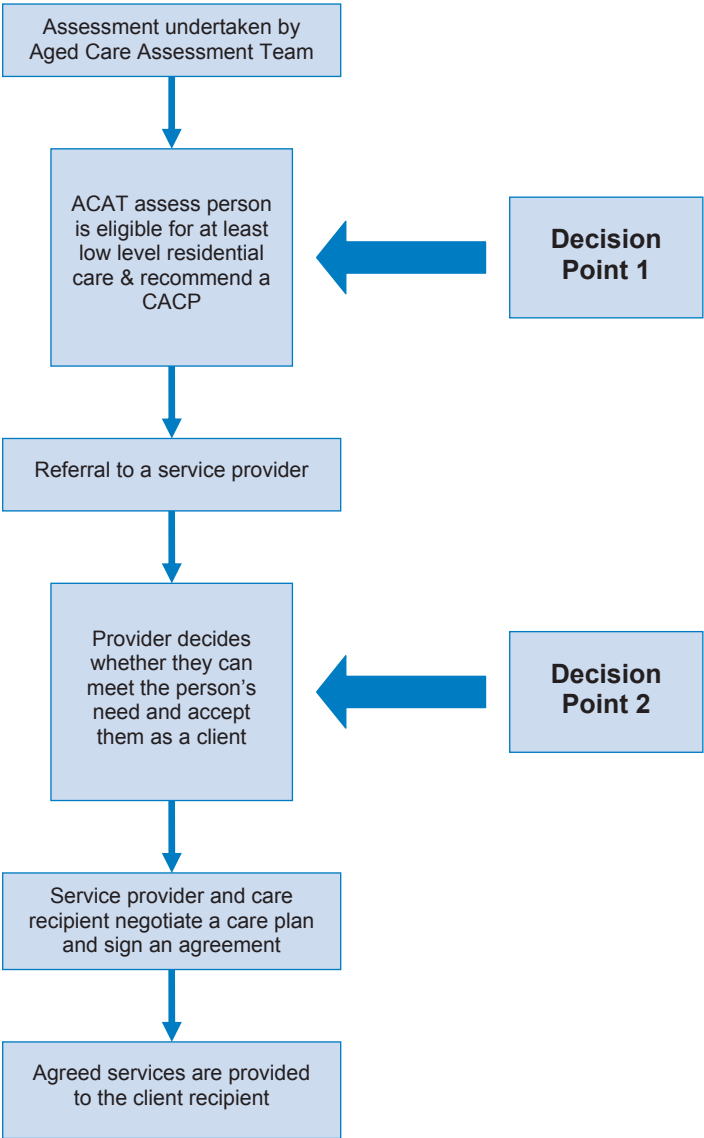 Assessment undertaken by
Aged Care Assessment Team
ACAT assess person
is eligible for at least
low level residential
care & recommend a
CACP
Decision
Point 1
Referral to a service provider
Provider decides
whether they can
meet the person’s
need and accept
them as a client
Decision
Point 2
Service provider and care
recipient negotiate a care plan
and sign an agreement
Agreed services are provided
to the client recipient